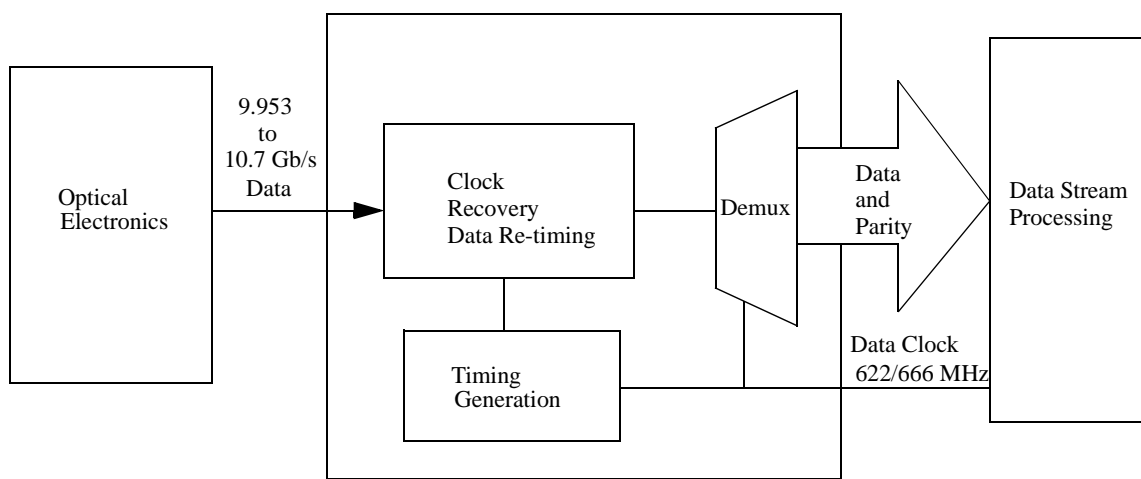 Optical
Electronics
9.953
to
10.7 Gb/s
Data
Clock
Recovery
Data Re-timing
Timing
Generation
Demux
Data
and
Parity
Data Clock
622/666 MHz
Data Stream
Processing